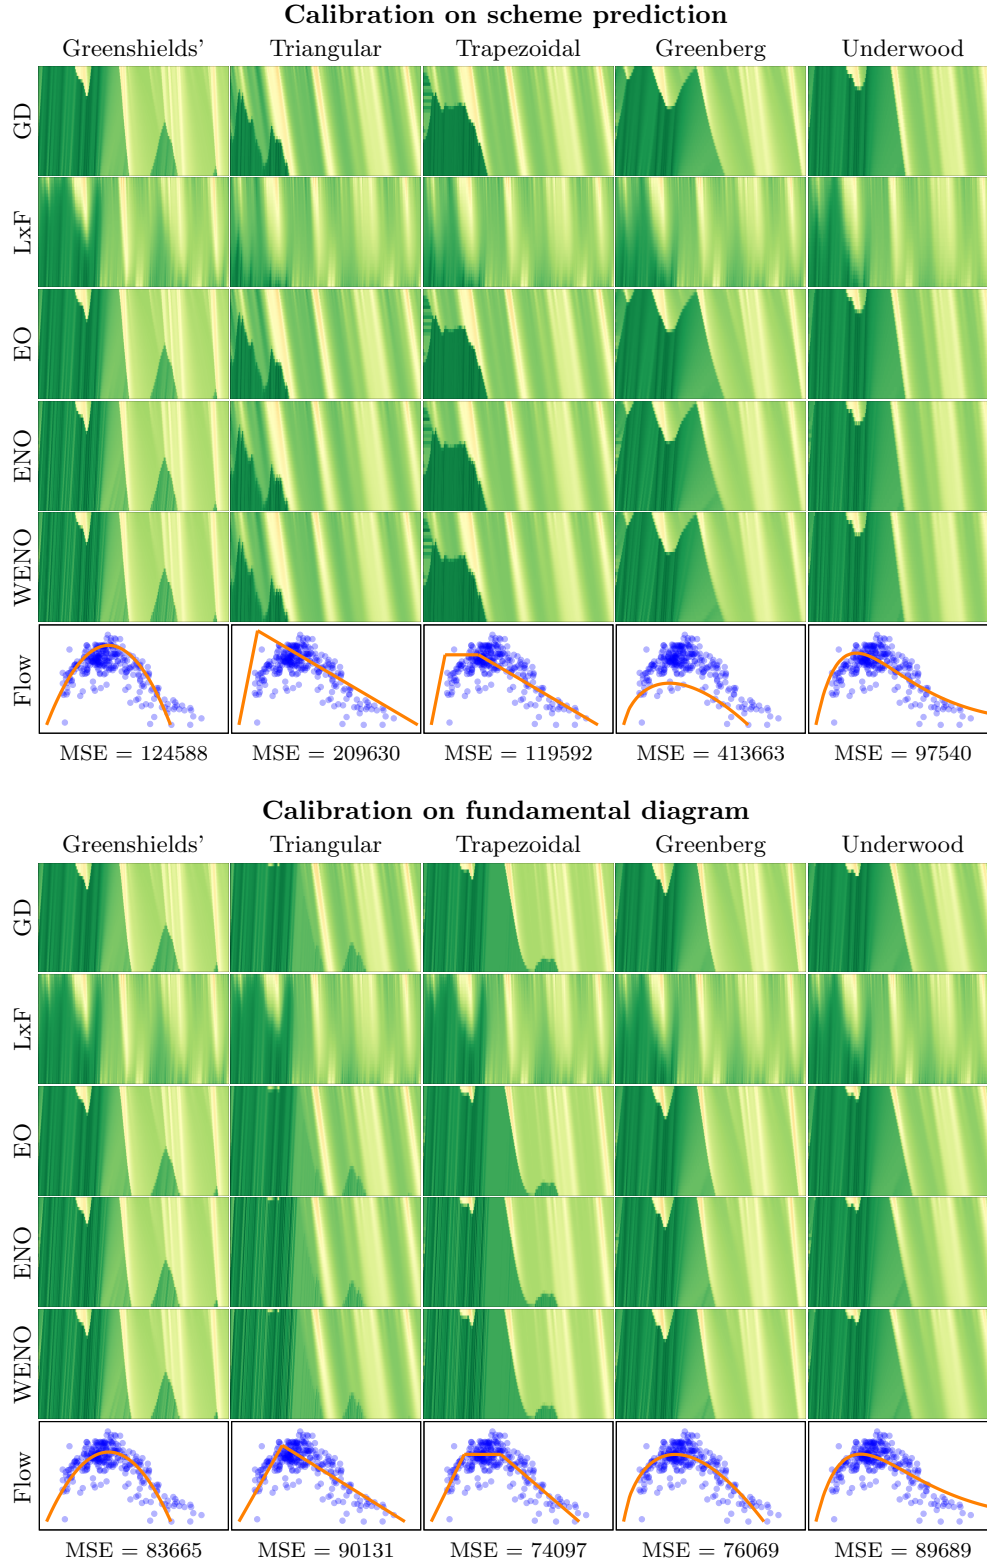 Calibration on scheme prediction
Greenshields’ Triangular Trapezoidal Greenberg Underwood
GD
LxF
EO
ENO
WENO
Flow
MSE = 124588 MSE = 209630 MSE = 119592 MSE = 413663 MSE = 97540
Calibration on fundamental diagram
Greenshields’ Triangular Trapezoidal Greenberg Underwood
GD
LxF
EO
ENO
WENO
Flow
MSE = 83665 MSE = 90131 MSE = 74097 MSE = 76069 MSE = 89689